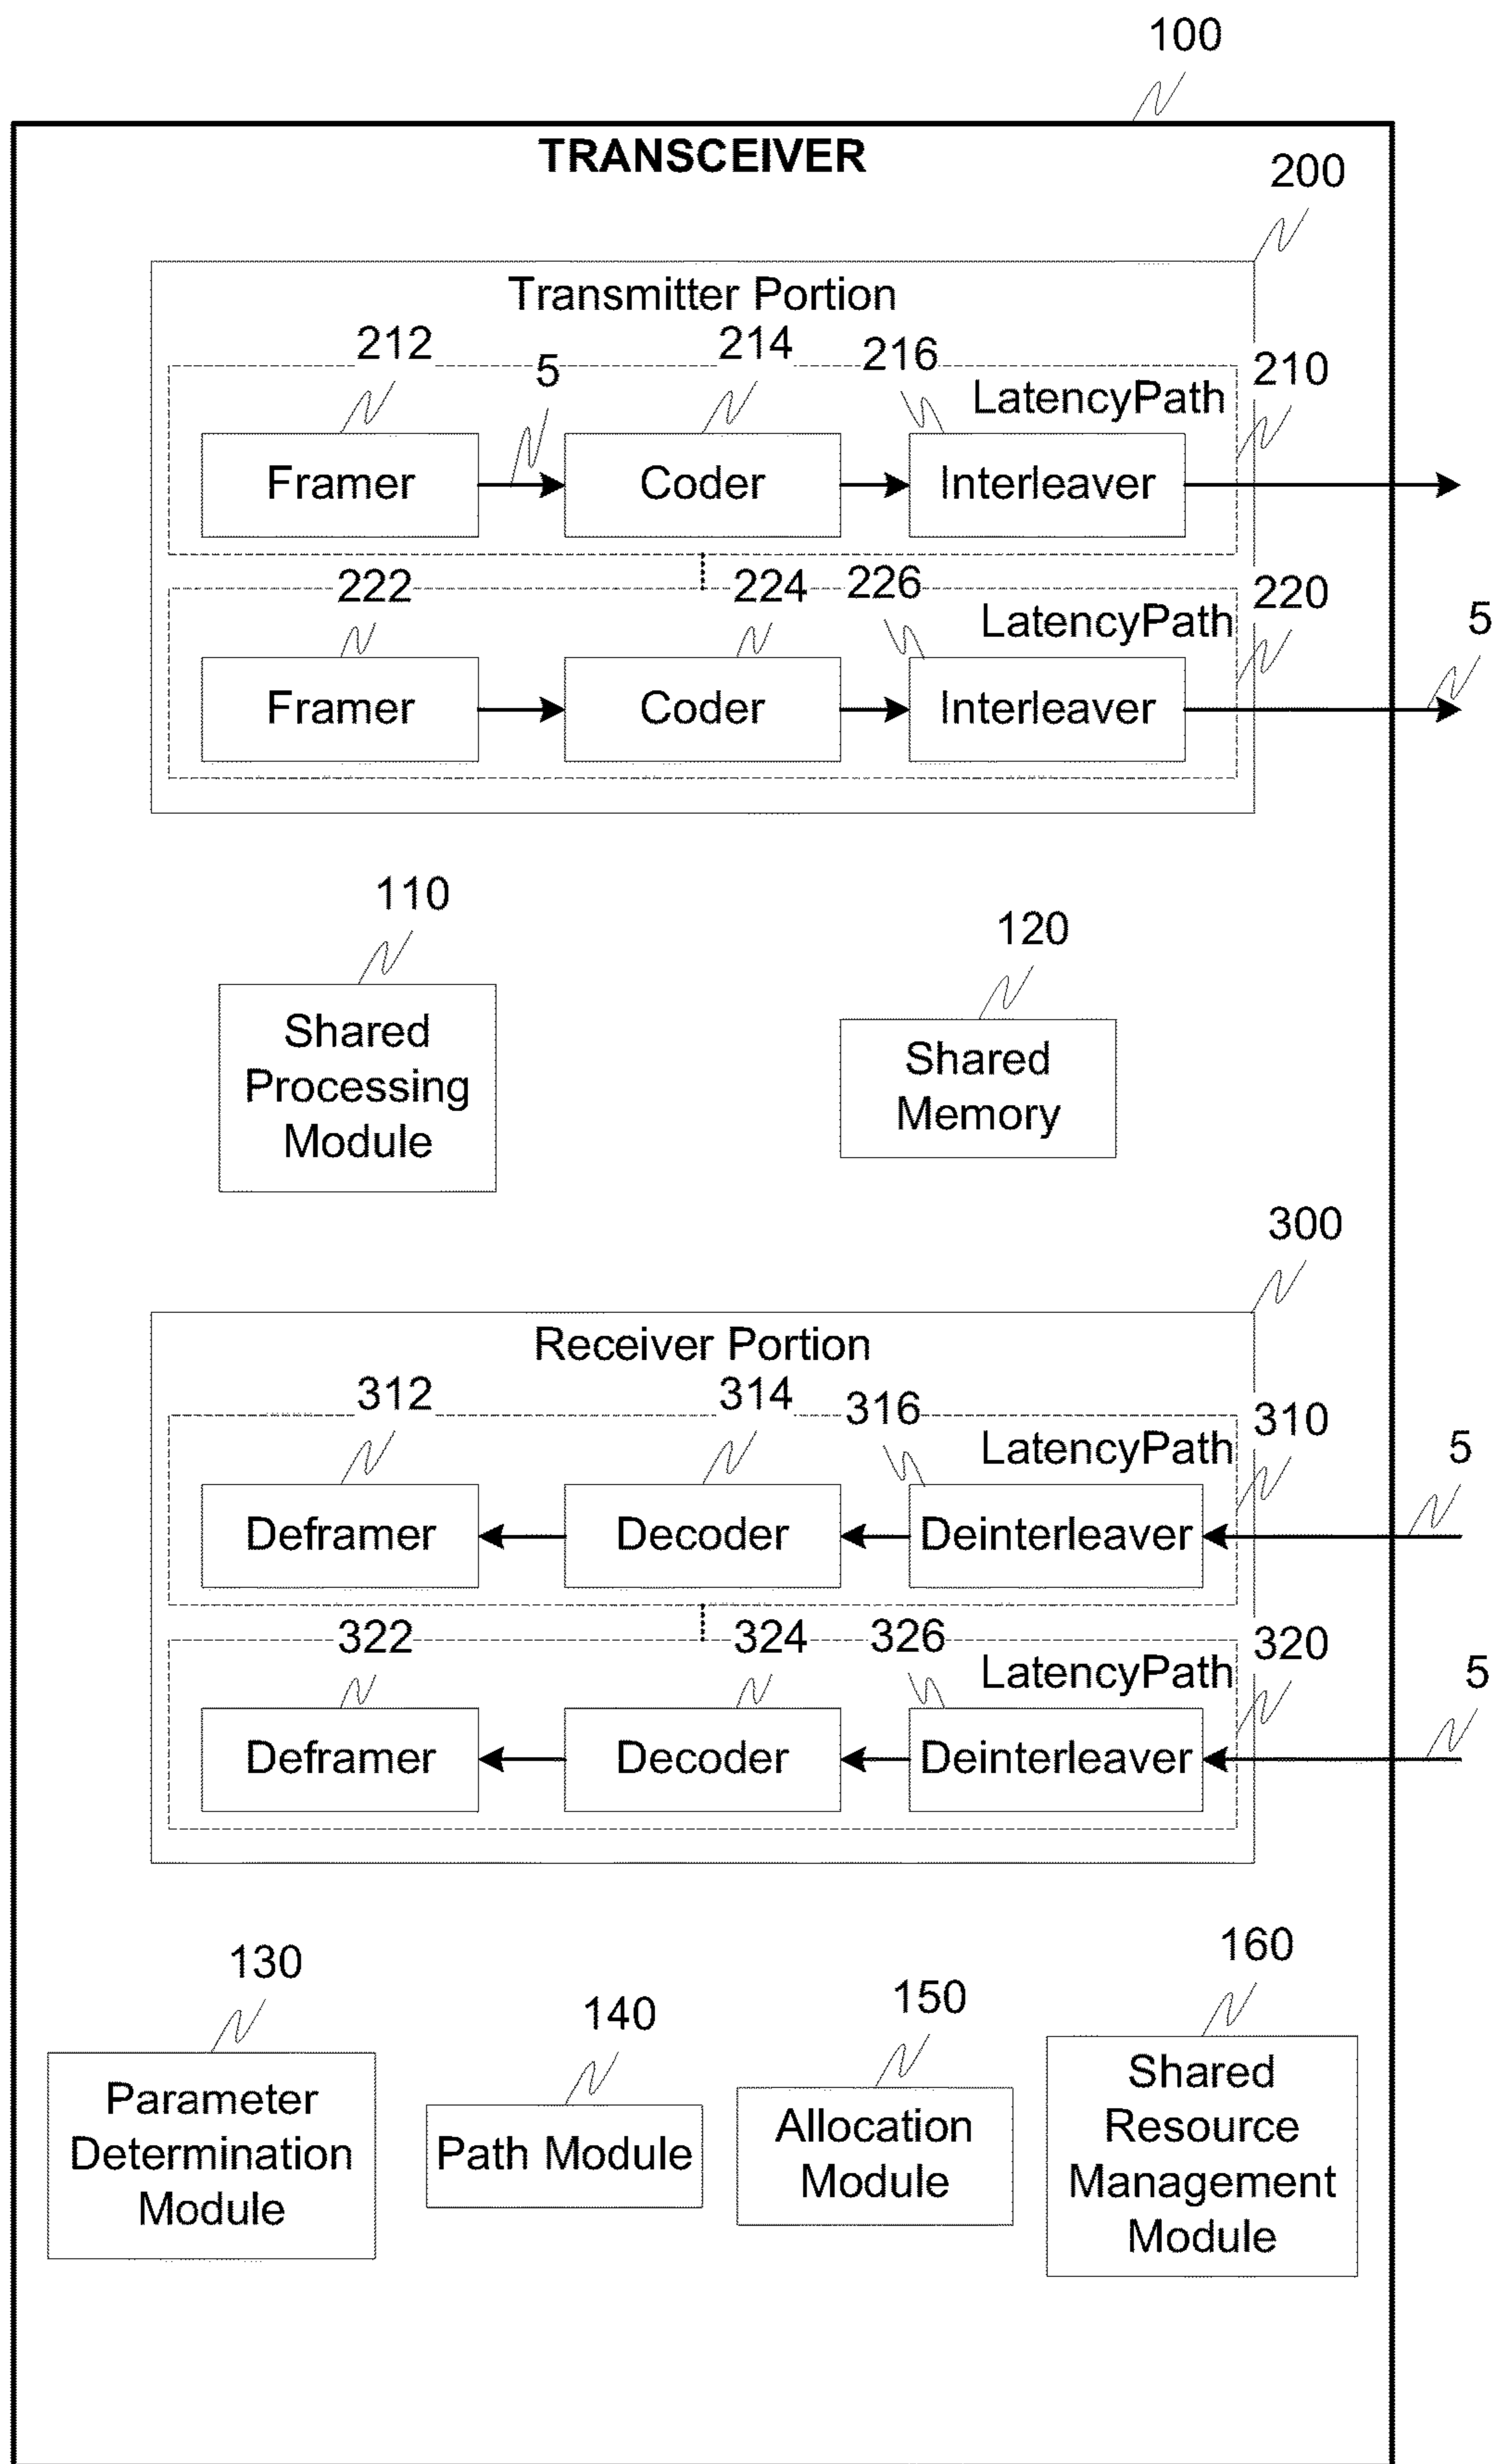 100
TRANSCEIVER
200
Transmitter Portion
212
5
214
216
210
LatencyPath
Framer
Coder
Interleaver
222
224
226
220
LatencyPath
5
Framer
Coder
Interleaver
110
120
Shared
Processing
Module
Shared
Memory
300
Receiver Portion
312
314
316
310
LatencyPath
5
Deframer
Decoder
Deinterleaver
322
324
326
320
LatencyPath
5
Deframer
Decoder
Deinterleaver
130
140
150
160
Parameter
Determination
Module
Path Module
Allocation
Module
Shared
Resource
Management
Module